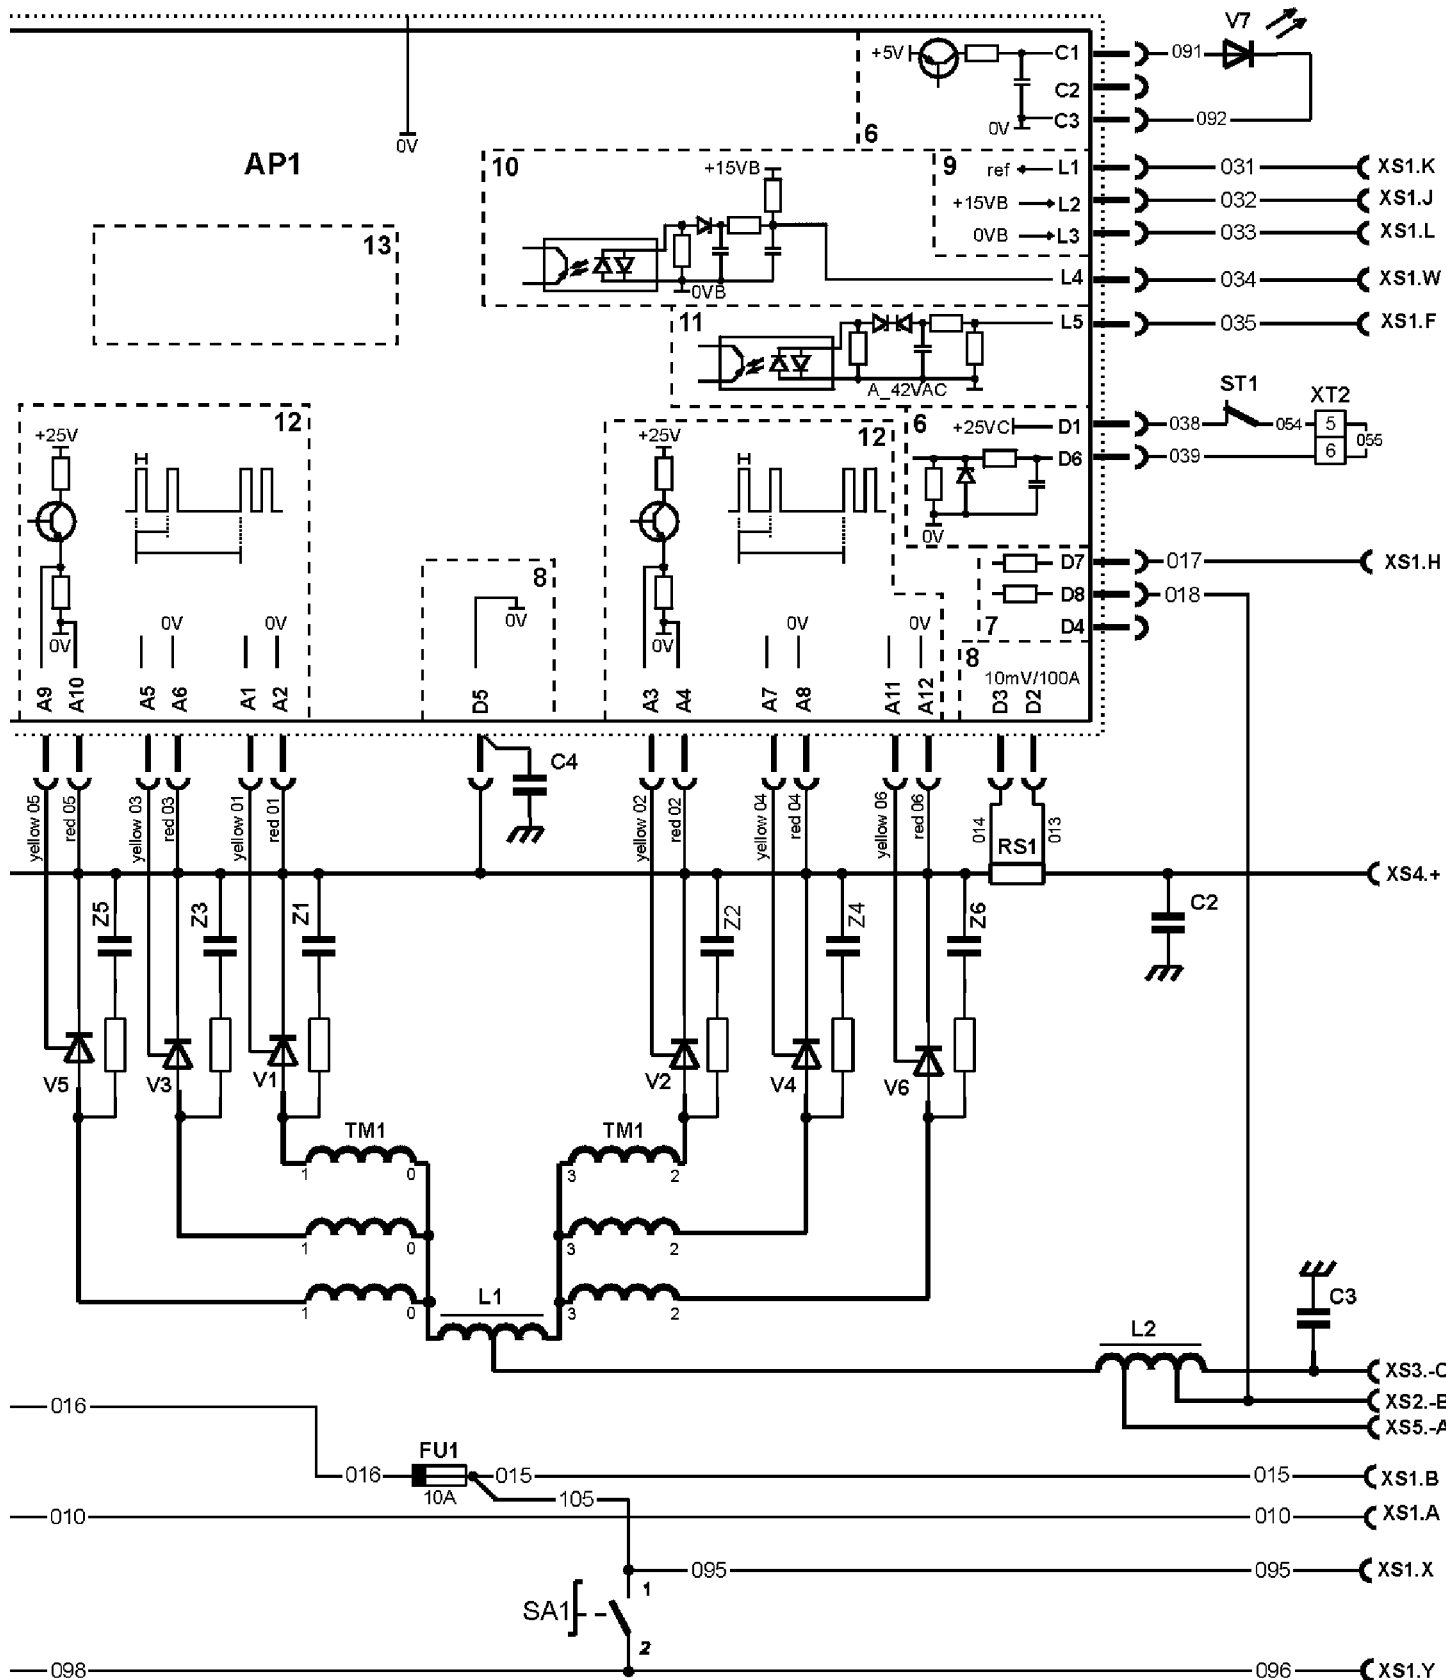 V7
+5V
C1
091
C2
0V
C3
092
6
0V
AP1
10
+15VB
9
ref
L1
031
XS1.K
+15VB
L2
032
XS1.J
0VB
L3
033
XS1.L
13
0VB
L4
034
XS1.W
11
L5
035
XS1.F
A_42VAC
ST1
XT2
12
+25V
12
+25V
6
+25VC
D1
038
054
5
055
D6
039
6
0V
8
0V
7
D7
017
XS1.H
D8
018
D4
0V
0V
0V
0V
0V
0V
8
10mV/100A
A9
A10
A5
A6
A1
A2
D5
A3
A4
A7
A8
A11
A12
D3
D2
C4
yellow 05
red 05
yellow 03
red 03
yellow 01
red 01
yellow 02
red 02
yellow 04
red 04
yellow 06
red 06
014
013
RS1
XS4.+
Z5
Z3
Z1
Z2
Z4
Z6
C2
V5
V3
V1
V2
V4
V6
TM1
TM1
1
0
3
2
1
0
3
2
1
0
3
2
L1
C3
L2
XS3.-C
XS2.-B
XS5.-A
016
FU1
016
015
015
XS1.B
10A
105
010
010
XS1.A
095
095
XS1.X
1
SA1
2
098
096
XS1.Y